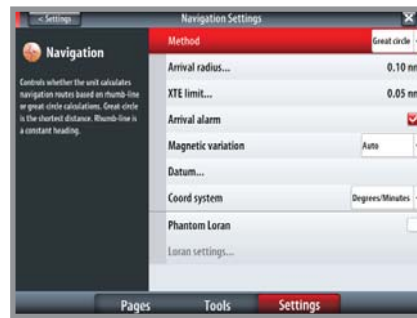 < Settings
Navigation Settings
X
Navigation
Controls whether the unit calculates
navigation routes based on rhumb-line
or great circle calculations. Great-circle
is the shortest distance. Rhumb-line is
a constant heading.
Method
Great circle
Arrival radius...
0.10 nm
XTE limit...
0.05 nm
Arrival alarm
Magnetic variation
Auto
Datum...
Coord system
Degrees/Minutes
Phantom Loran
Loran settings...
Pages
Tools
Settings